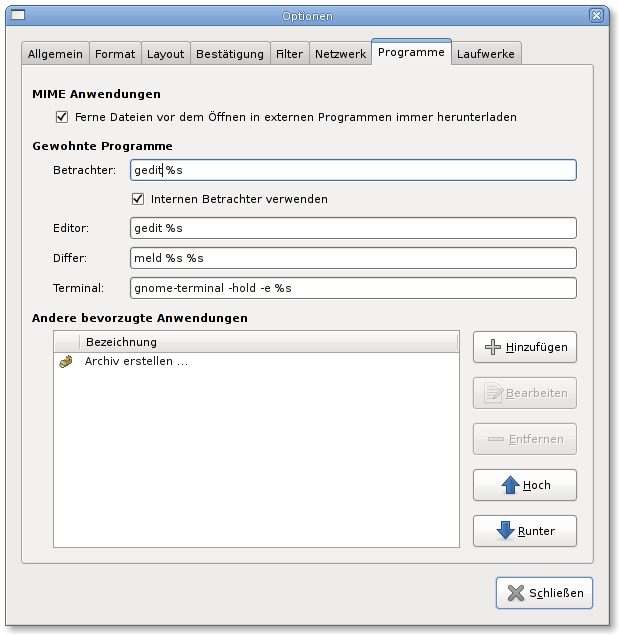 Optionen
Allgemein Format Layout Bestätigung Filter Netzwerk Programme Laufwerke
MIME Anwendungen
Ferne Dateien vor dem Öffnen in externen Programmen immer herunterladen
Gewohnte Programme
Betrachter: gedit %s
Internen Betrachter verwenden
Editor: gedit %s
Differ: meld %s %s
Terminal: gnome-terminal -hold -e %s
Andere bevorzugte Anwendungen
Bezeichnung
Archiv erstellen ...
Hinzufügen
Bearbeiten
Entfernen
Hoch
Runter
Schließen